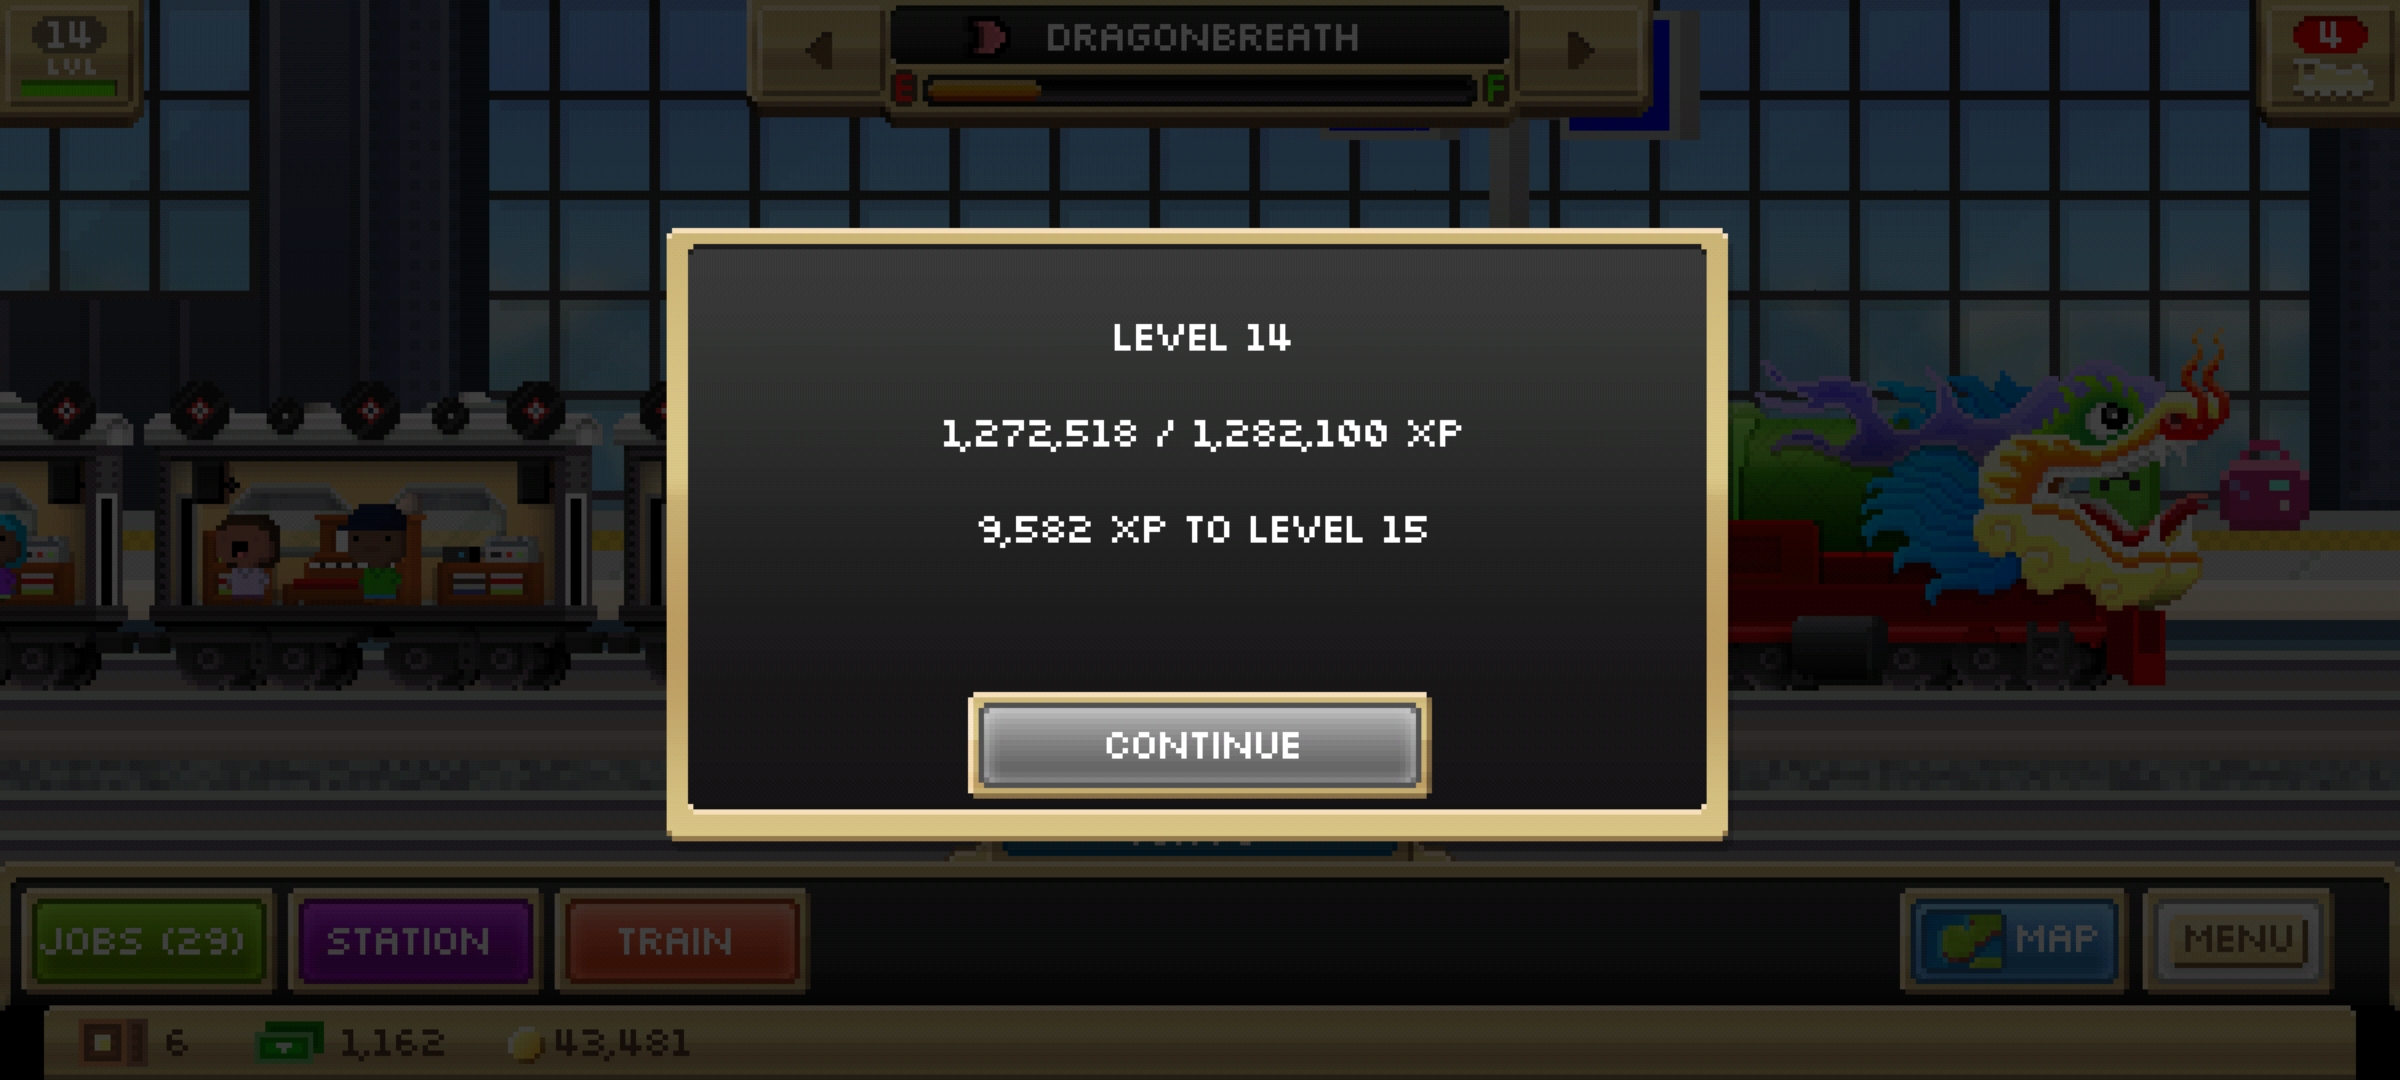 14
LVL
DRAGONBREATH
E
F
4
LEVEL 14
1,272,518 / 1,282,100 XP
9,582 XP TO LEVEL 15
CONTINUE
JOBS (29)
STATION
TRAIN
MAP
MENU
6
1,162
43,481